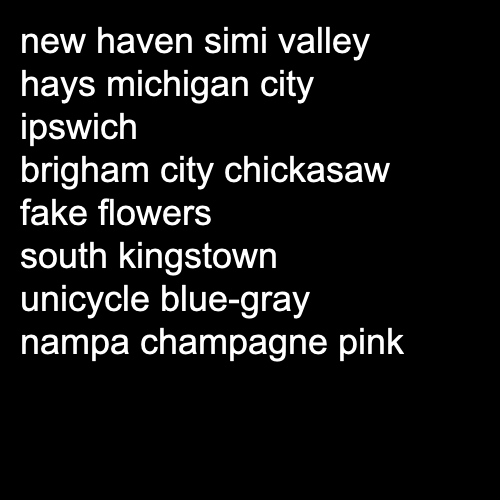 new haven simi valley
hays michigan city
ipswich
brigham city chickasaw
fake flowers
south kingstown
unicycle blue-gray
nampa champagne pink